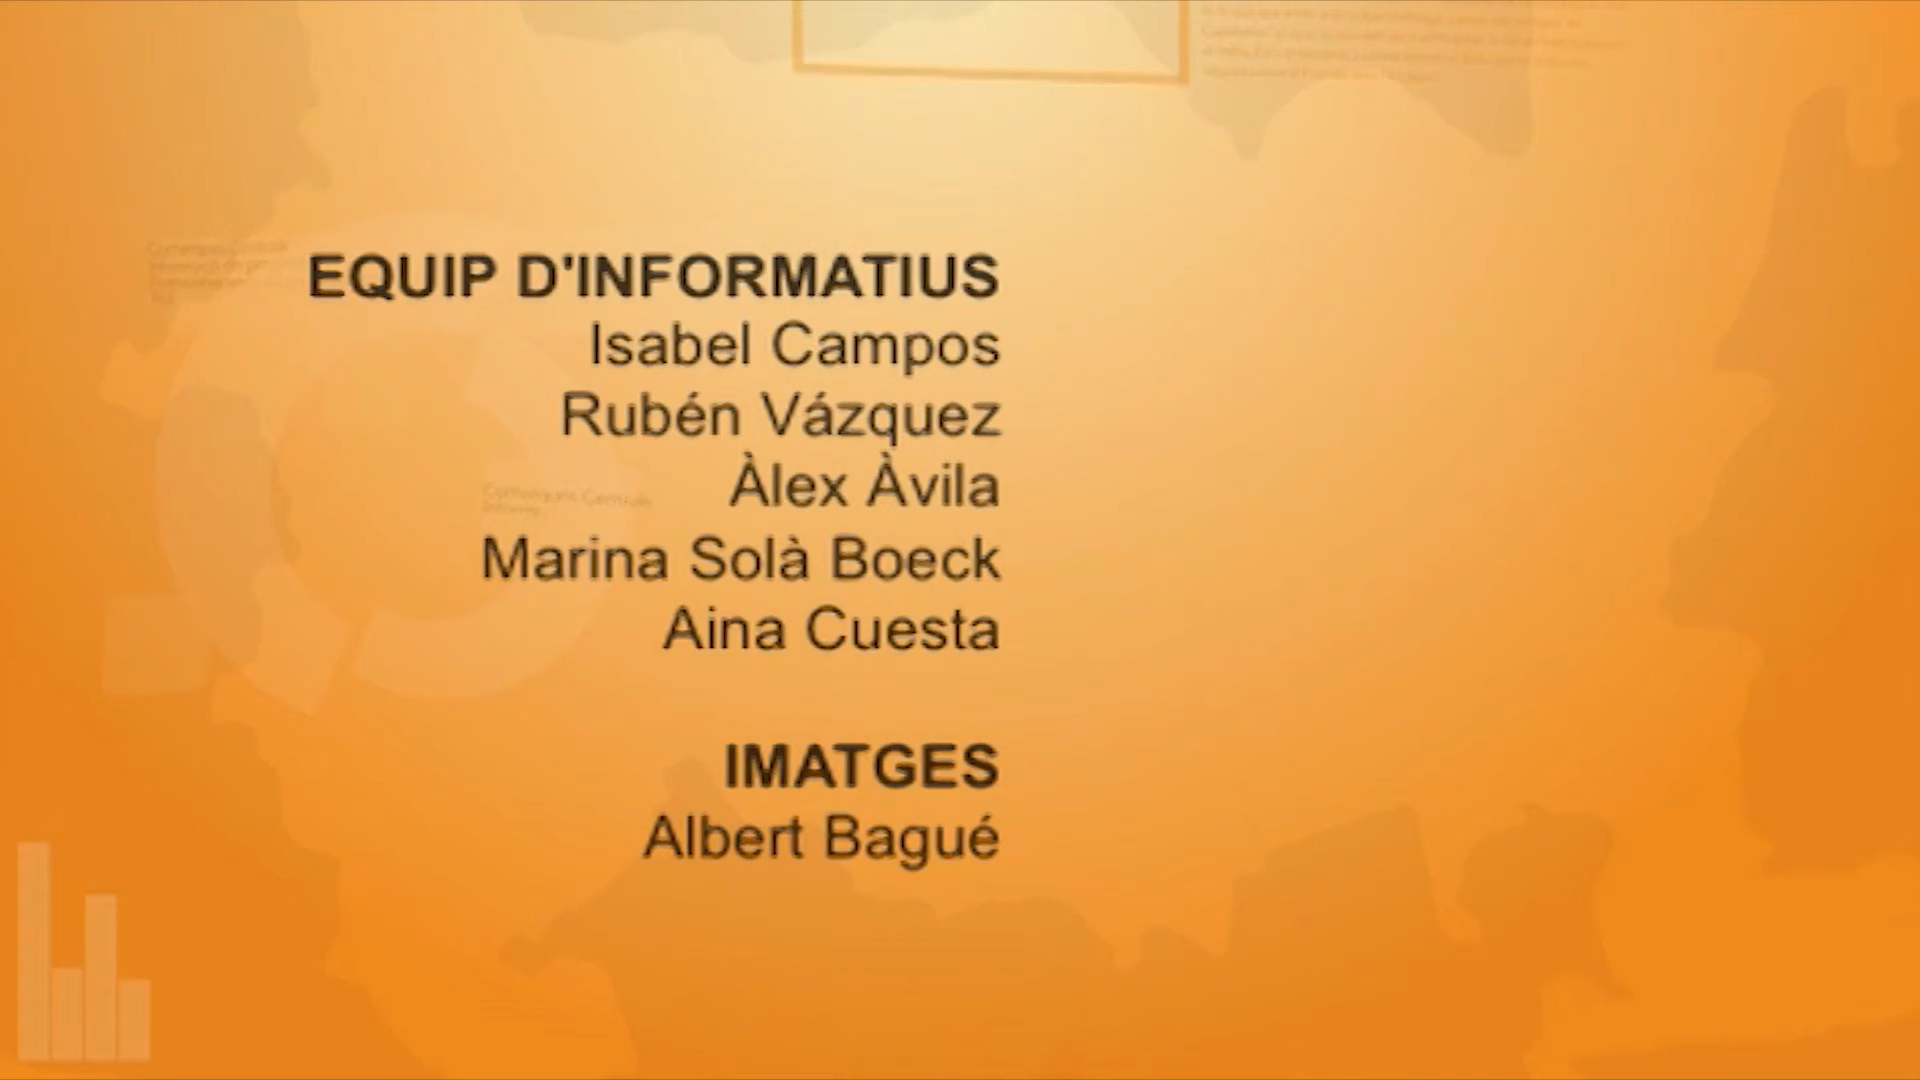 EQUIP D'INFORMATIUS
Isabel Campos
Rubén Vázquez
Àlex Àvila
Marina Solà Boeck
Aina Cuesta
IMATGES
Albert Bagué